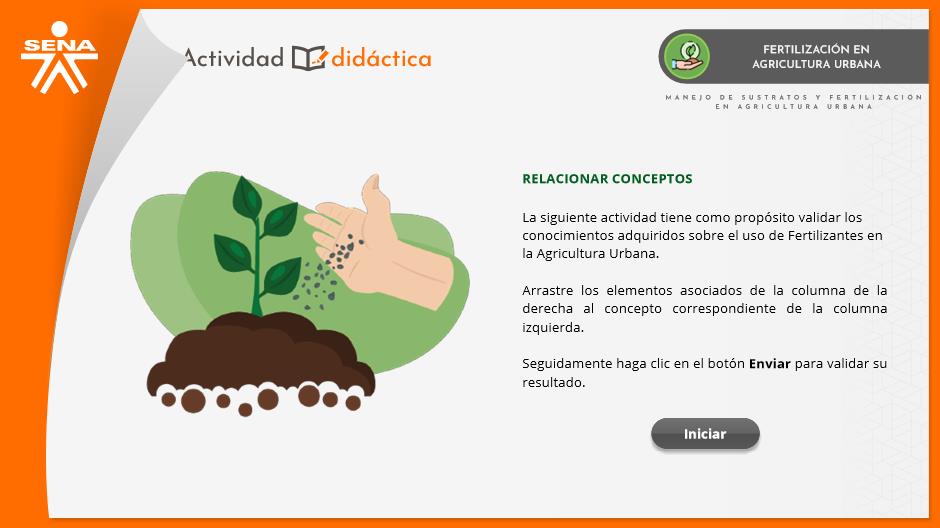 SENA
Actividad didáctica
FERTILIZACIÓN EN
AGRICULTURA URBANA
MANEJO DE SUSTRATOS Y FERTILIZACIÓN
EN AGRICULTURA URBANA
RELACIONAR CONCEPTOS
La siguiente actividad tiene como propósito validar los
conocimientos adquiridos sobre el uso de Fertilizantes en
la Agricultura Urbana.
Arrastre los elementos asociados de la columna de la
derecha al concepto correspondiente de la columna
izquierda.
Seguidamente haga clic en el botón Enviar para validar su
resultado.
Iniciar